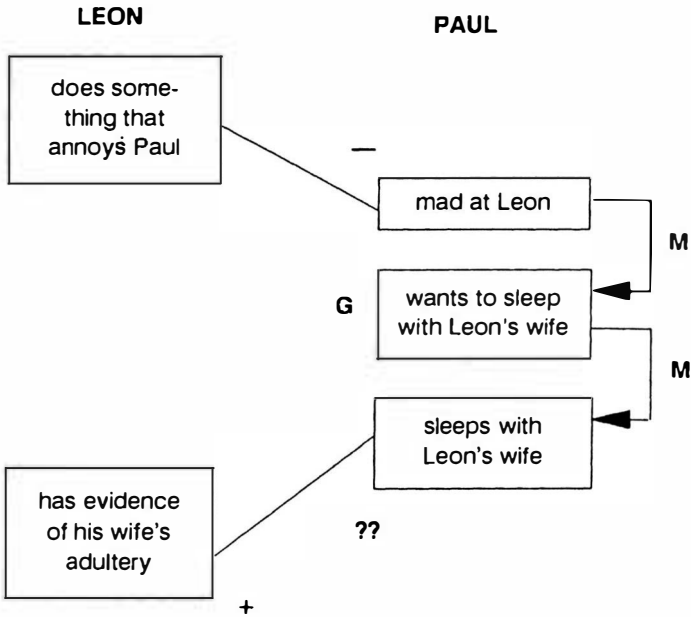 LEON
PAUL
does some-
thing that
annoys Paul
—
mad at Leon
M
G
wants to sleep
with Leon's wife
M
sleeps with
Leon's wife
has evidence
of his wife's
adultery
??
+